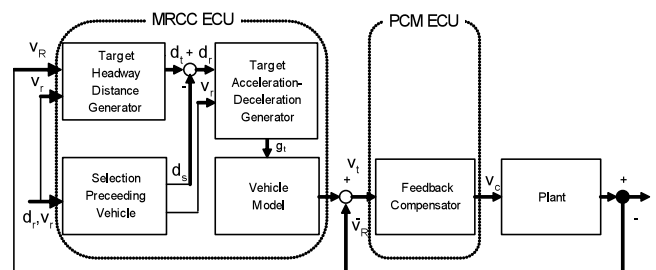 MRCC ECU
PCM ECU
v_R
v_r
d_r,v_r
Target
Headway
Distance
Generator
d_t
+
-
d_r
v_r
Target
Acceleration-
Deceleration
Generator
g_t
Selection
Preceeding
Vehicle
d_s
Vehicle
Model
+
v_t
-
v_R
Feedback
Compensator
v_c
Plant
+
-